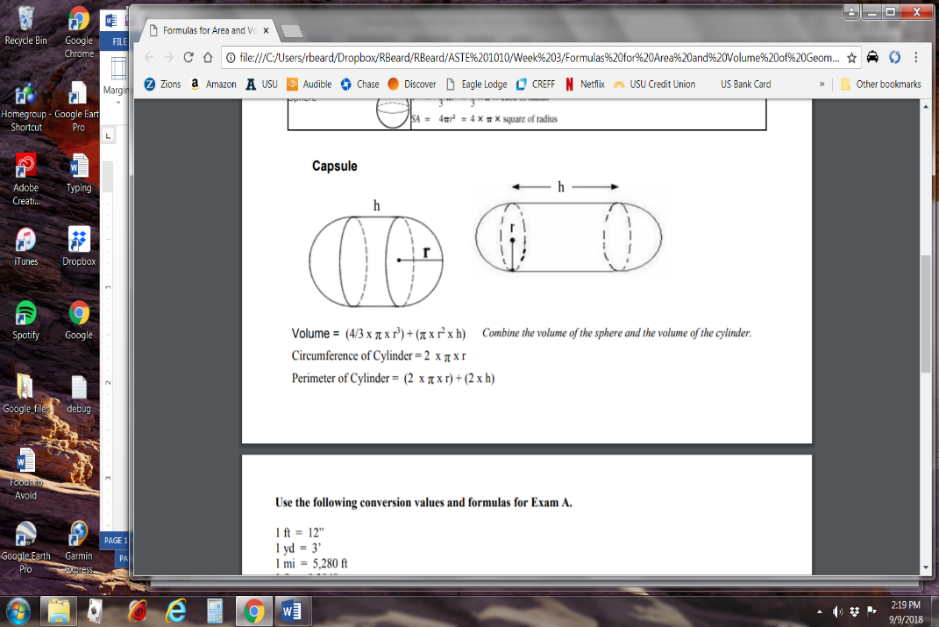 Recycle Bin
Google Chrome
FILE
Formulas for Area and Vo
x
file:///C:/Users/rbeard/Dropbox/RBeard/ASTE%201010/Week%203/Formulas%20for%20Area%20and%20Volume%20of%20Geom...
Zions
Amazon
USU
Audible
Chase
Discover
Eagle Lodge
CREFF
Netflix
USU Credit Union
US Bank Card
»
Other bookmarks
Homegroup - Shortcut
Google Eart Pro
Margin
SA = 4πr² = 4 × π × square of radius
Capsule
h
h
r
r
Volume = (4/3 x π x r³) + (π x r² x h) Combine the volume of the sphere and the volume of the cylinder.
Circumference of Cylinder = 2 x π x r
Perimeter of Cylinder = (2 x π x r) + (2 x h)
Use the following conversion values and formulas for Exam A.
1 ft = 12"
1 yd = 3'
1 mi = 5,280 ft
Adobe Creati...
Typing
iTunes
Dropbox
Spotify
Google
Google_files
debug
Foods to Avoid
Google Earth Pro
Garmin Express
PAGE 1
PA
2:19 PM
9/9/2018